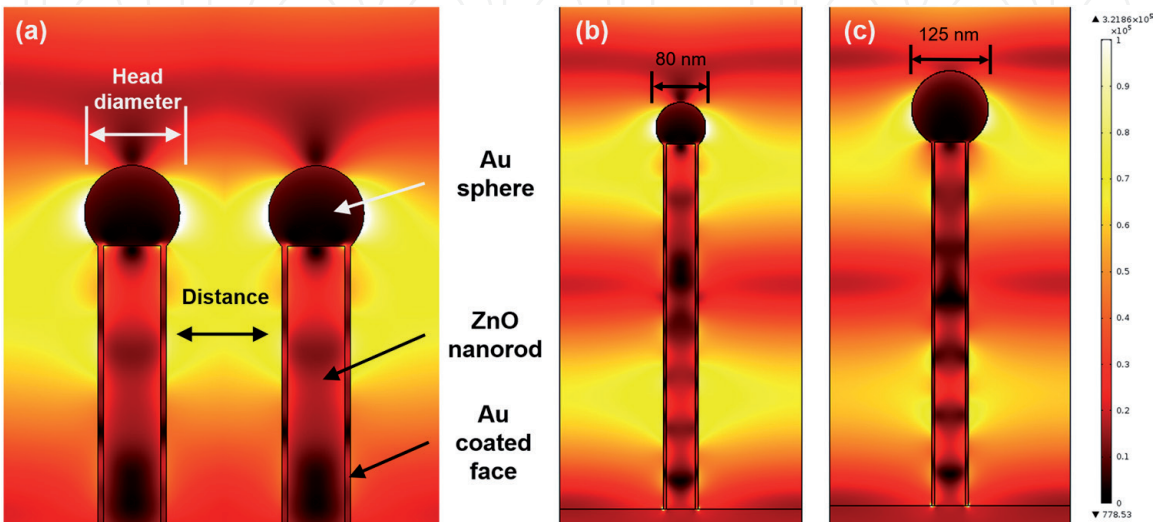 (a)
Head
diameter
Au
sphere
Distance
ZnO
nanorod
Au
coated
face
(b)
80 nm
(c)
125 nm
▲ 3.2186×10⁵
×10⁵
1
0.9
0.8
0.7
0.6
0.5
0.4
0.3
0.2
0.1
▼ 778.53